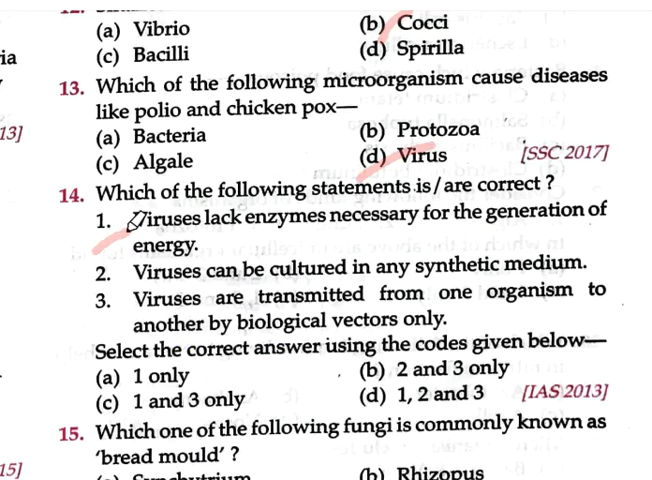 12.
(a) Vibrio (b) Cocci
ia (c) Bacilli (d) Spirilla
13. Which of the following microorganism cause diseases
like polio and chicken pox—
13] (a) Bacteria (b) Protozoa
(c) Algale (d) Virus [SSC 2017]
14. Which of the following statements is/are correct ?
1. Viruses lack enzymes necessary for the generation of
energy.
2. Viruses can be cultured in any synthetic medium.
3. Viruses are transmitted from one organism to
another by biological vectors only.
Select the correct answer using the codes given below—
(a) 1 only (b) 2 and 3 only
(c) 1 and 3 only (d) 1, 2 and 3 [IAS 2013]
15. Which one of the following fungi is commonly known as
'bread mould' ?
15] (a) Synchytrium (b) Rhizopus